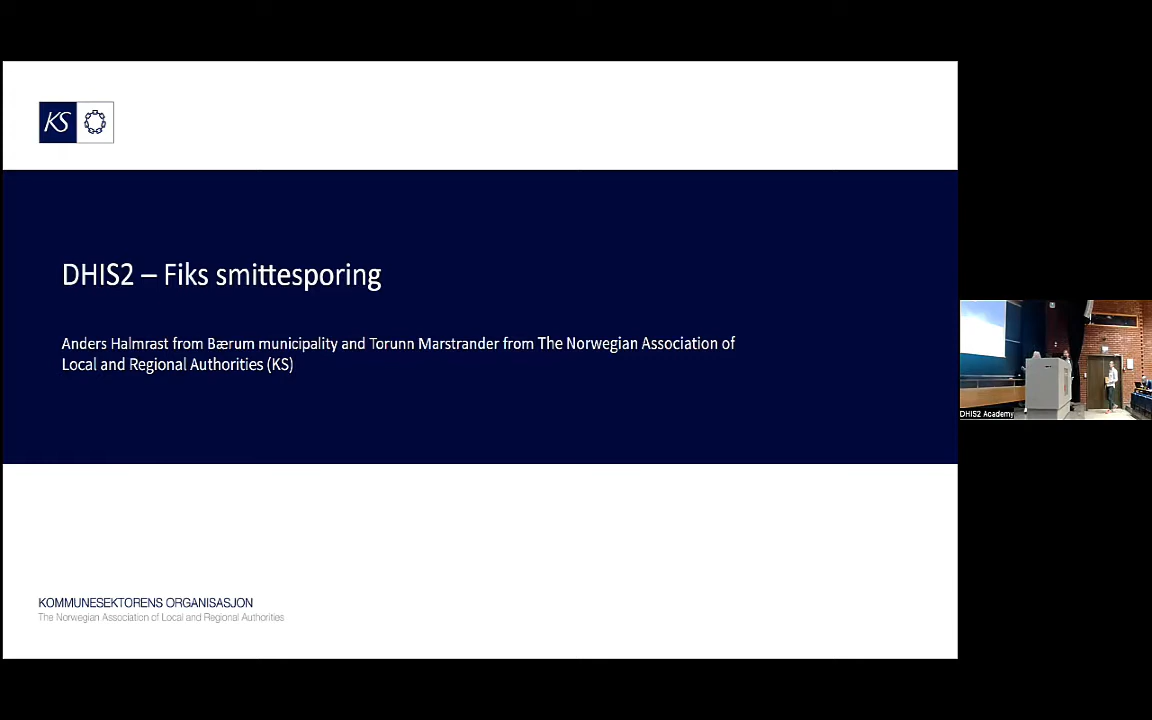 KS
DHIS2 – Fiks smittesporing
Anders Halmrast from Bærum municipality and Torunn Marstrander from The Norwegian Association of
Local and Regional Authorities (KS)
DHIS2 Academy
KOMMUNESEKTORENS ORGANISASJON
The Norwegian Association of Local and Regional Authorities